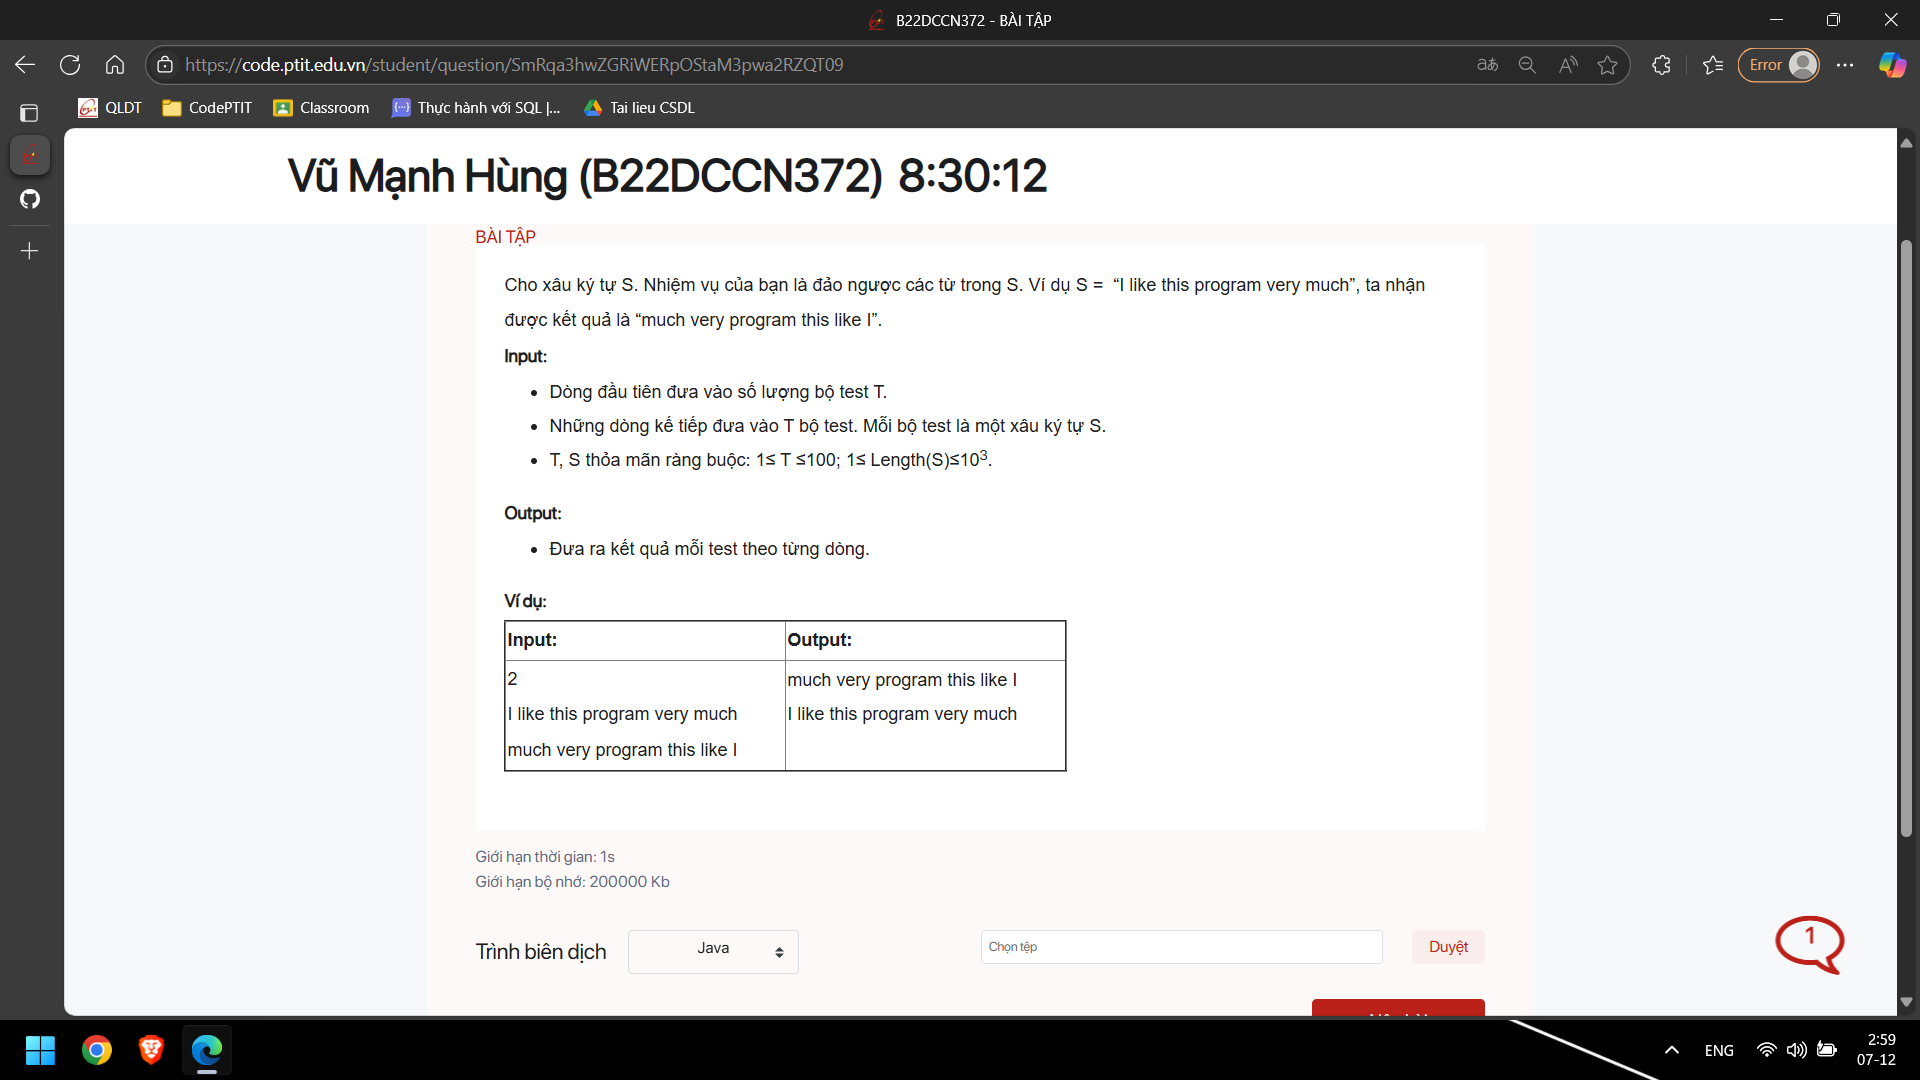 B22DCCN372 - BÀI TẬP
https://code.ptit.edu.vn/student/question/SmRqa3hwZGRiWERpOStaM3pwa2RZQT09
Error
QLDT
CodePTIT
Classroom
Thực hành với SQL |...
Tai lieu CSDL
Vũ Mạnh Hùng (B22DCCN372) 8:30:12
BÀI TẬP
Cho xâu ký tự S. Nhiệm vụ của bạn là đảo ngược các từ trong S. Ví dụ S = “I like this program very much”, ta nhận
được kết quả là “much very program this like I”.
Input:
• Dòng đầu tiên đưa vào số lượng bộ test T.
• Những dòng kế tiếp đưa vào T bộ test. Mỗi bộ test là một xâu ký tự S.
• T, S thỏa mãn ràng buộc: 1≤ T ≤100; 1≤ Length(S)≤10³.
Output:
• Đưa ra kết quả mỗi test theo từng dòng.
Ví dụ:
Input:
Output:
2
I like this program very much
much very program this like I
much very program this like I
I like this program very much
Giới hạn thời gian: 1s
Giới hạn bộ nhớ: 200000 Kb
Trình biên dịch
Java
Chọn tệp
Duyệt
1
ENG
2:59
07-12